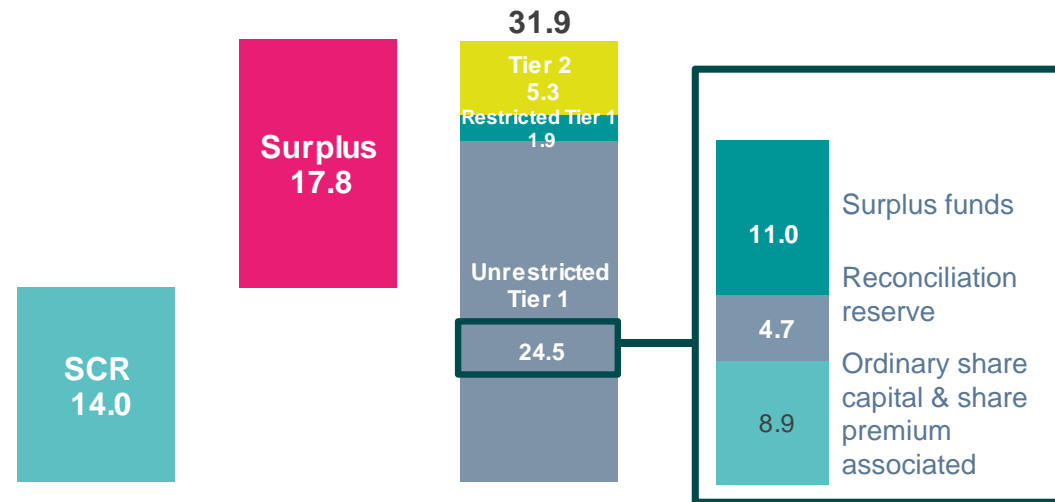 31.9
Tier 2
5.3
Restricted Tier 1
1.9
Surplus
17.8
Unrestricted
Tier 1
24.5
SCR
14.0
11.0
Surplus funds
4.7
Reconciliation
reserve
8.9
Ordinary share
capital & share
premium
associated